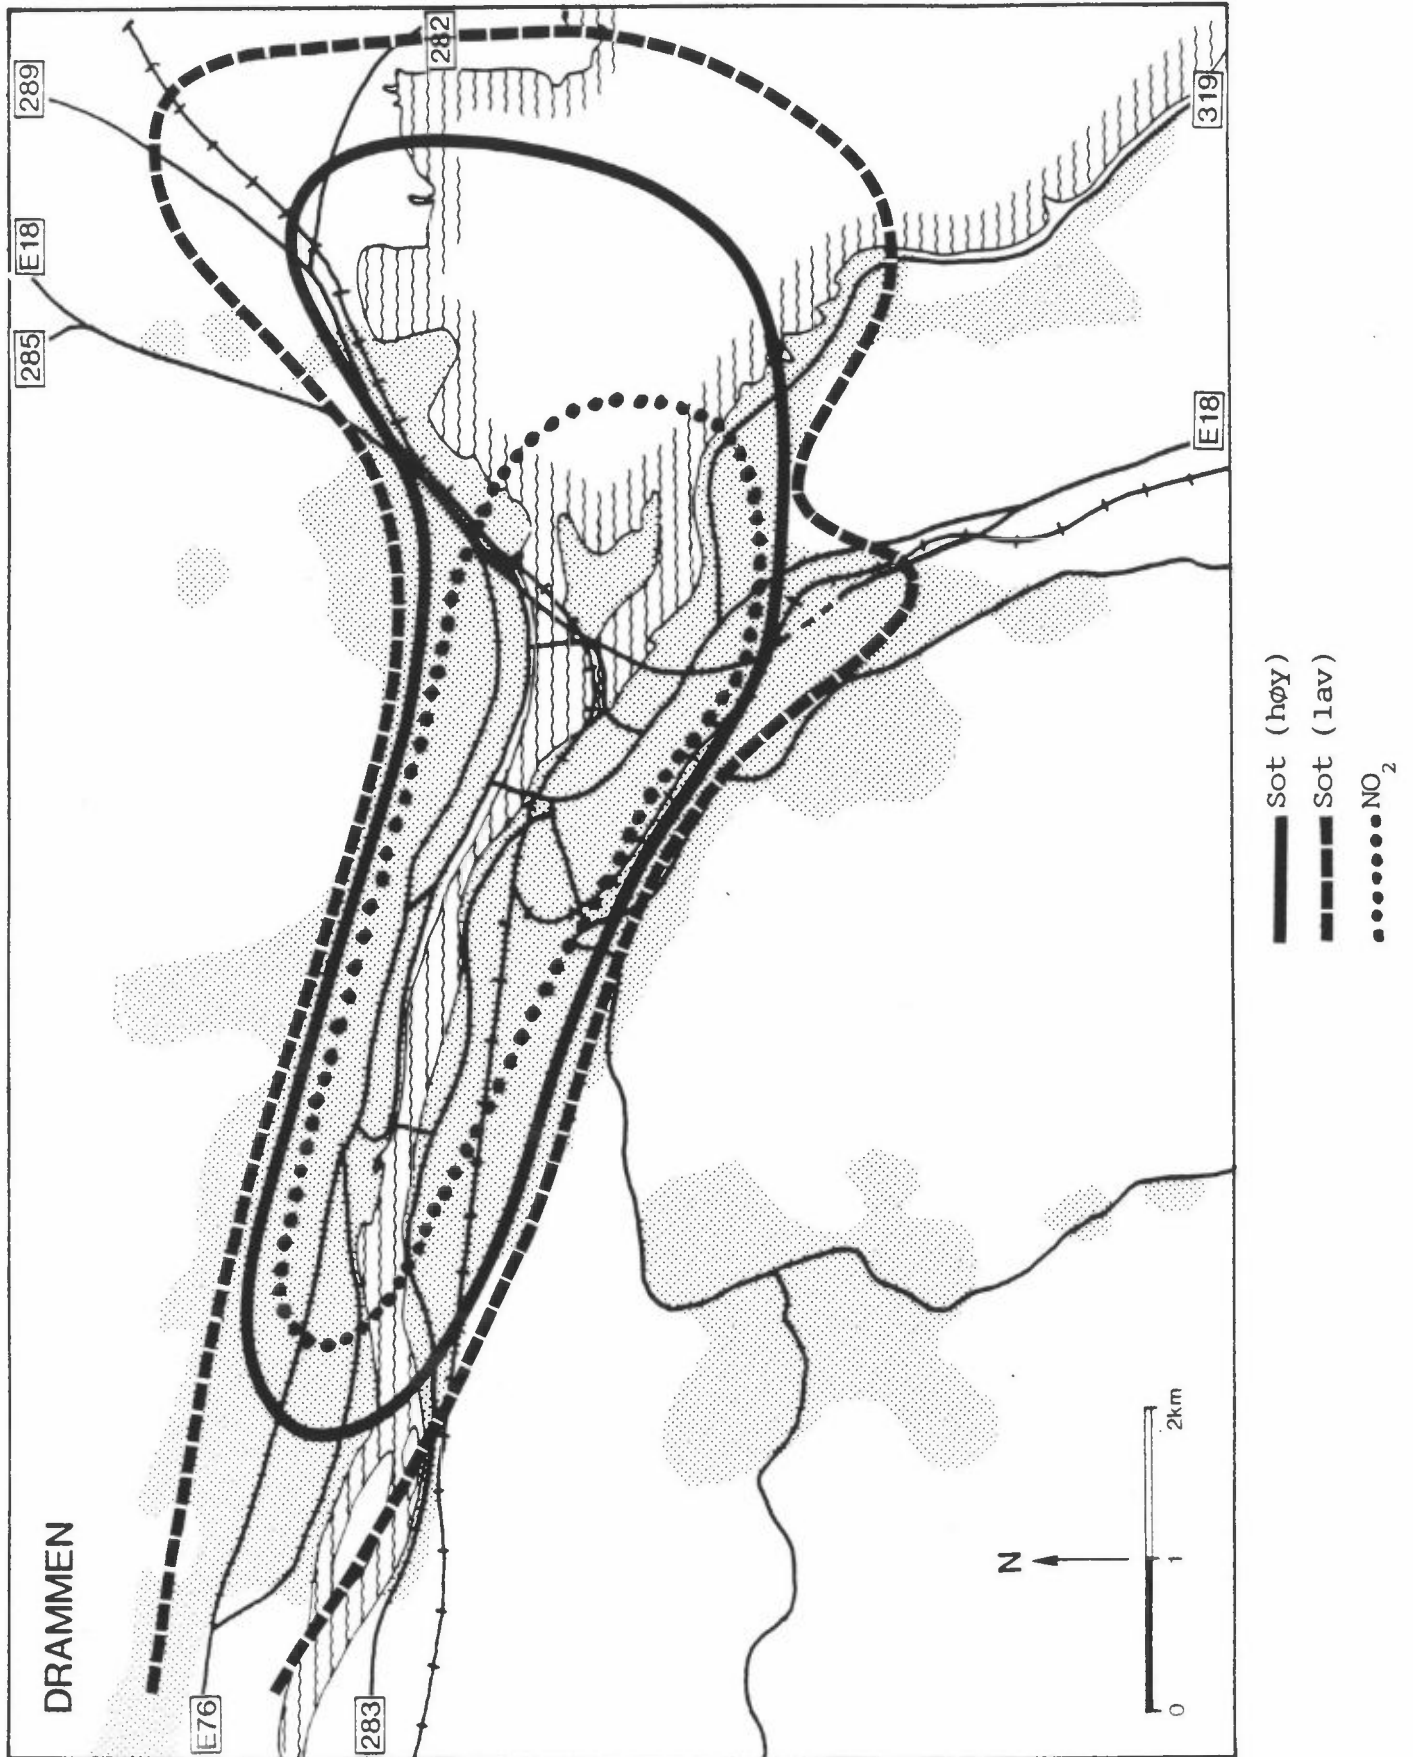 DRAMMEN
285
E18
289
282
E76
283
E18
319
N
0 1 2km
Sot (høy)
Sot (lav)
NO₂